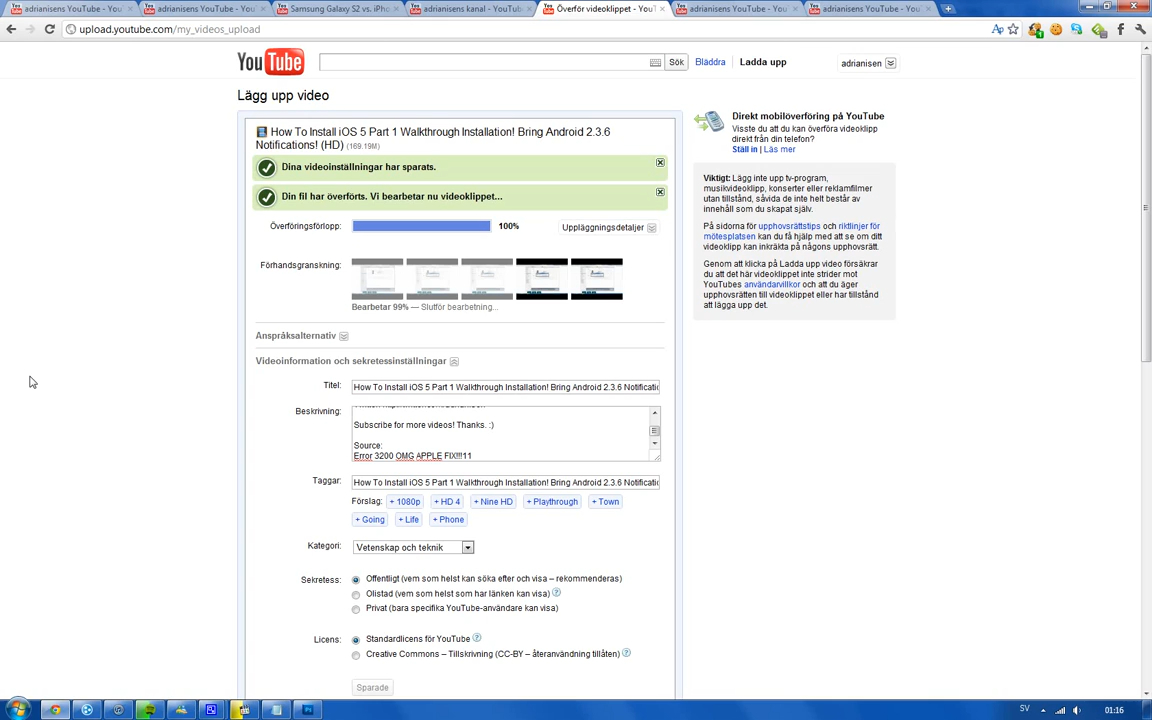 adrianisens YouTube - Yo
adrianisens YouTube - Yo
Samsung Galaxy S2 vs. iPho
adrianisens kanal - YouTub
Överför videoklippet - YouT
adrianisens YouTube - You
adrianisens YouTube - You
upload.youtube.com/my_videos_upload
YouTube
Sök
Bläddra
Ladda upp
adrianisen
Lägg upp video
How To Install iOS 5 Part 1 Walkthrough Installation! Bring Android 2.3.6
Notifications! (HD) (169.19M)
Dina videoinställningar har sparats.
Din fil har överförts. Vi bearbetar nu videoklippet...
Överföringsförlopp:
100%
Uppläggningsdetaljer
Förhandsgranskning:
Bearbetar 99% — Slutför bearbetning...
Anspråksalternativ
Videoinformation och sekretessinställningar
Titel:
How To Install iOS 5 Part 1 Walkthrough Installation! Bring Android 2.3.6 Notificatio
Beskrivning:
Subscribe for more videos! Thanks. :)
Source:
Error 3200 OMG APPLE FIX!!!11
Taggar:
How To Install iOS 5 Part 1 Walkthrough Installation! Bring Android 2.3.6 Notificatio
Förslag:
+ 1080p
+ HD 4
+ Nine HD
+ Playthrough
+ Town
+ Going
+ Life
+ Phone
Kategori:
Vetenskap och teknik
Sekretess:
Offentligt (vem som helst kan söka efter och visa – rekommenderas)
Olistad (vem som helst som har länken kan visa)
Privat (bara specifika YouTube-användare kan visa)
Licens:
Standardlicens för YouTube
Creative Commons – Tillskrivning (CC-BY – återanvändning tillåten)
Sparade
Direkt mobilöverföring på YouTube
Visste du att du kan överföra videoklipp
direkt från din telefon?
Ställ in | Läs mer
Viktigt: Lägg inte upp tv-program,
musikvideoklipp, konserter eller reklamfilmer
utan tillstånd, såvida de inte helt består av
innehåll som du skapat själv.
På sidorna för upphovsrättstips och riktlinjer för
mötesplatsen kan du få hjälp med att se om ditt
videoklipp kan inkräkta på någons upphovsrätt.
Genom att klicka på Ladda upp video försäkrar
du att det här videoklippet inte strider mot
YouTubes användarvillkor och att du äger
upphovsrätten till videoklippet eller har tillstånd
att lägga upp det.
SV
01:16